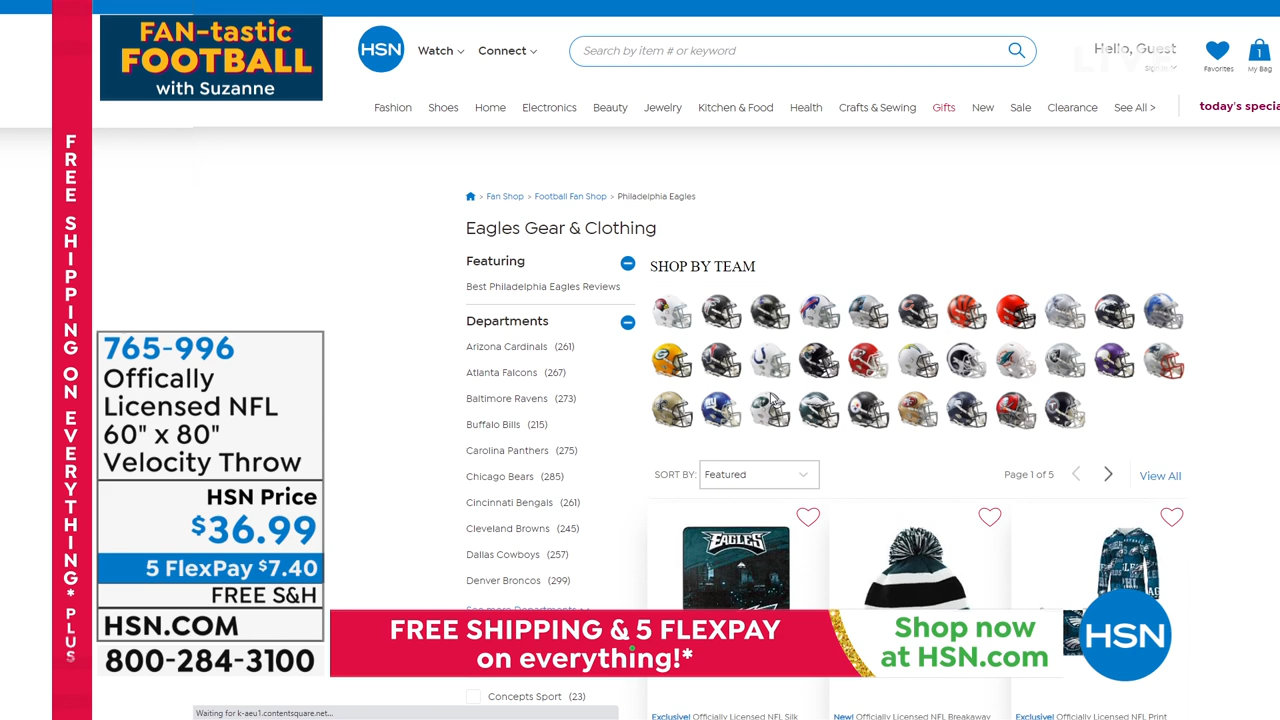 FAN-tastic
FOOTBALL
with Suzanne
HSN
Watch
Connect
Search by item # or keyword
Hello, Guest
LIVE
Favorites
1
My Bag
Fashion
Shoes
Home
Electronics
Beauty
Jewelry
Kitchen & Food
Health
Crafts & Sewing
Gifts
New
Sale
Clearance
See All >
today's specia
FREE SHIPPING ON EVERYTHING* PLUS
> Fan Shop > Football Fan Shop > Philadelphia Eagles
Eagles Gear & Clothing
Featuring
Best Philadelphia Eagles Reviews
Departments
Arizona Cardinals (261)
Atlanta Falcons (267)
Baltimore Ravens (273)
Buffalo Bills (215)
Carolina Panthers (275)
Chicago Bears (285)
Cincinnati Bengals (261)
Cleveland Browns (245)
Dallas Cowboys (257)
Denver Broncos (299)
See more Departments
Concepts Sport (23)
SHOP BY TEAM
SORT BY: Featured
Page 1 of 5
View All
EAGLES
Exclusive! Officially Licensed NFL Silk
New! Officially Licensed NFL Breakaway
Exclusive! Officially Licensed NFL Print
765-996
Offically
Licensed NFL
60" x 80"
Velocity Throw
HSN Price
$36.99
5 FlexPay $7.40
FREE S&H
HSN.COM
800-284-3100
FREE SHIPPING & 5 FLEXPAY
on everything!*
Shop now
at HSN.com
HSN
Waiting for k-aeu1.contentsquare.net...